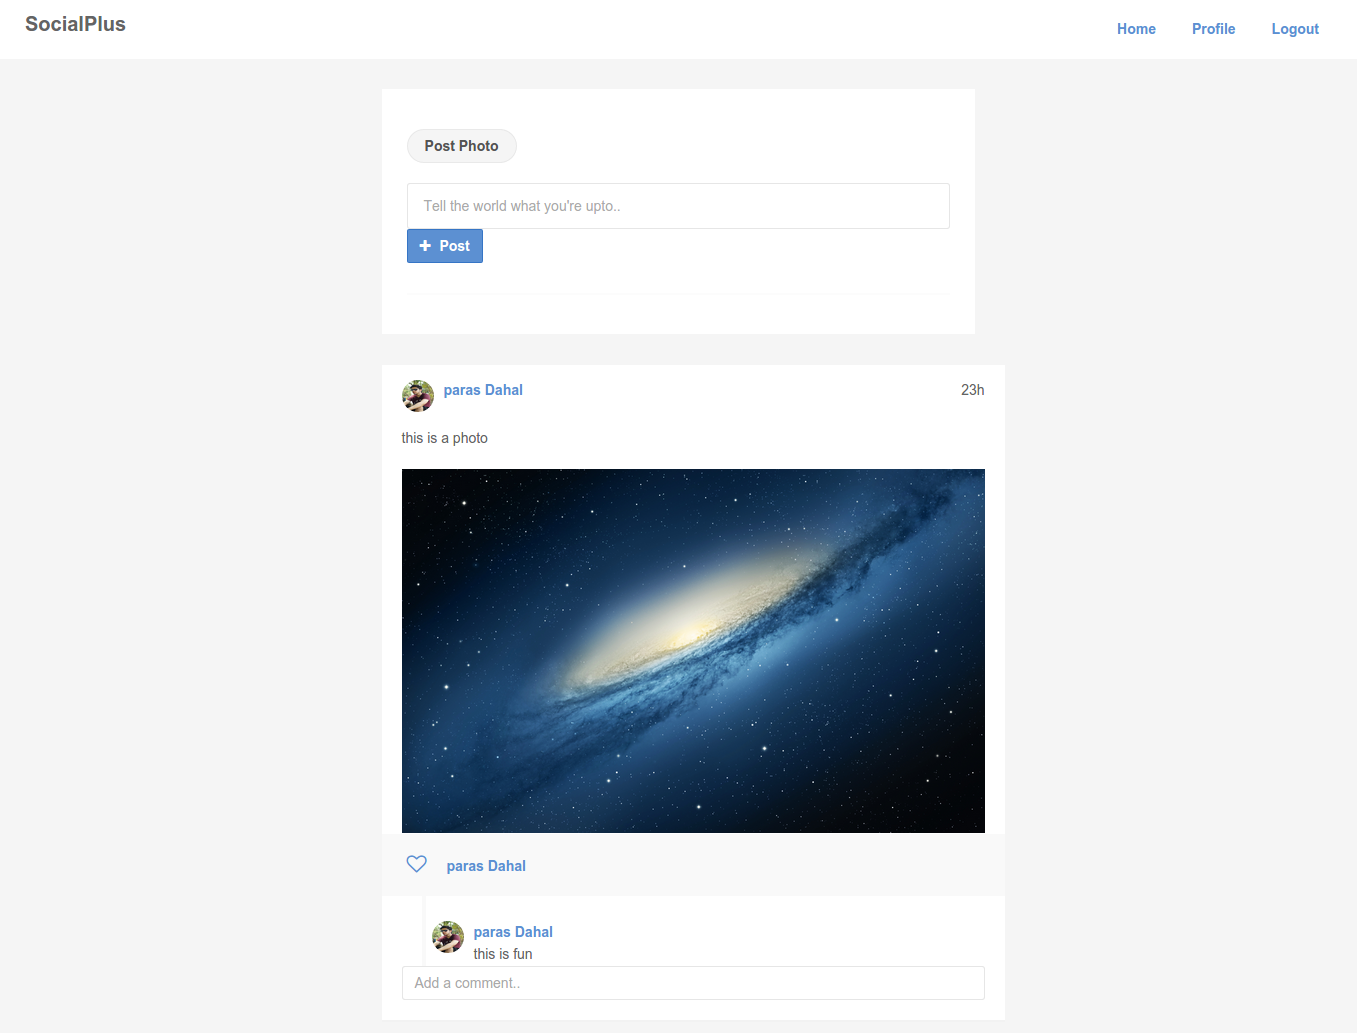 SocialPlus
Home Profile Logout
Post Photo
Tell the world what you're upto..
Post
paras Dahal 23h
this is a photo
paras Dahal
paras Dahal
this is fun
Add a comment..